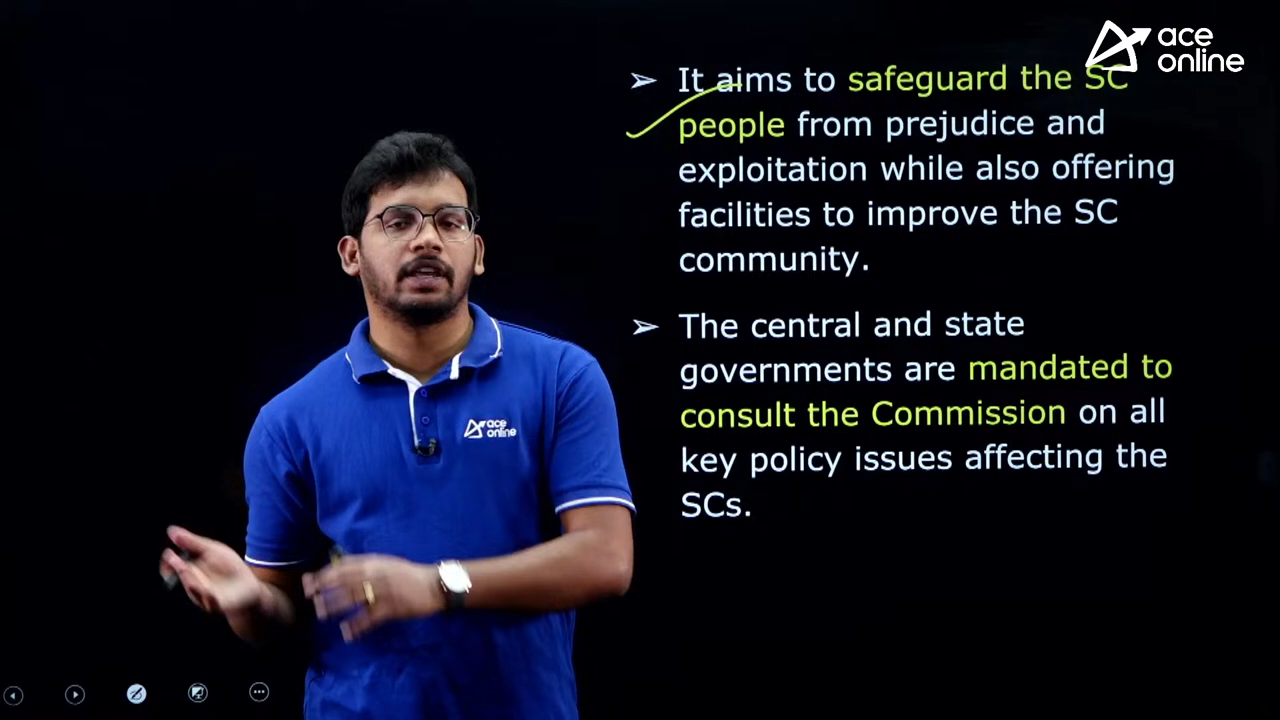 ace
online
➢ It aims to safeguard the SC
people from prejudice and
exploitation while also offering
facilities to improve the SC
community.
➢ The central and state
governments are mandated to
consult the Commission on all
key policy issues affecting the
SCs.
ace
online